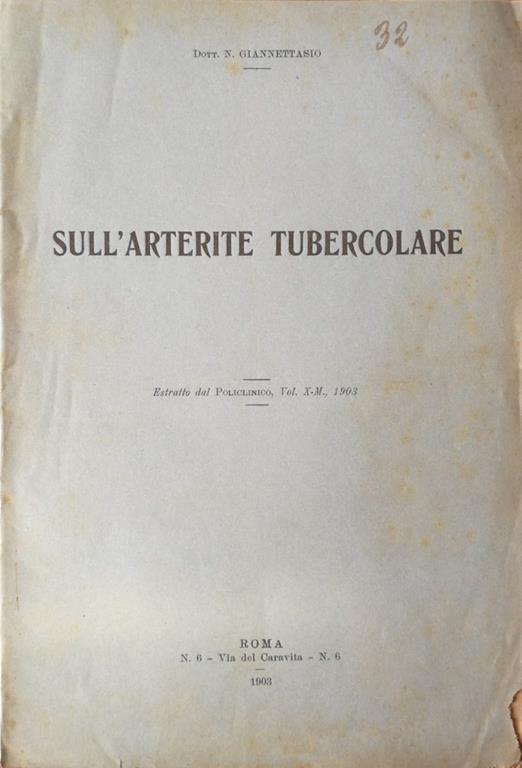 32
Dott. N. GIANNETTASIO
SULL'ARTERITE TUBERCOLARE
Estratto dal Policlinico, Vol. X-M., 1903
ROMA
N. 6 – Via del Caravita – N. 6
1903